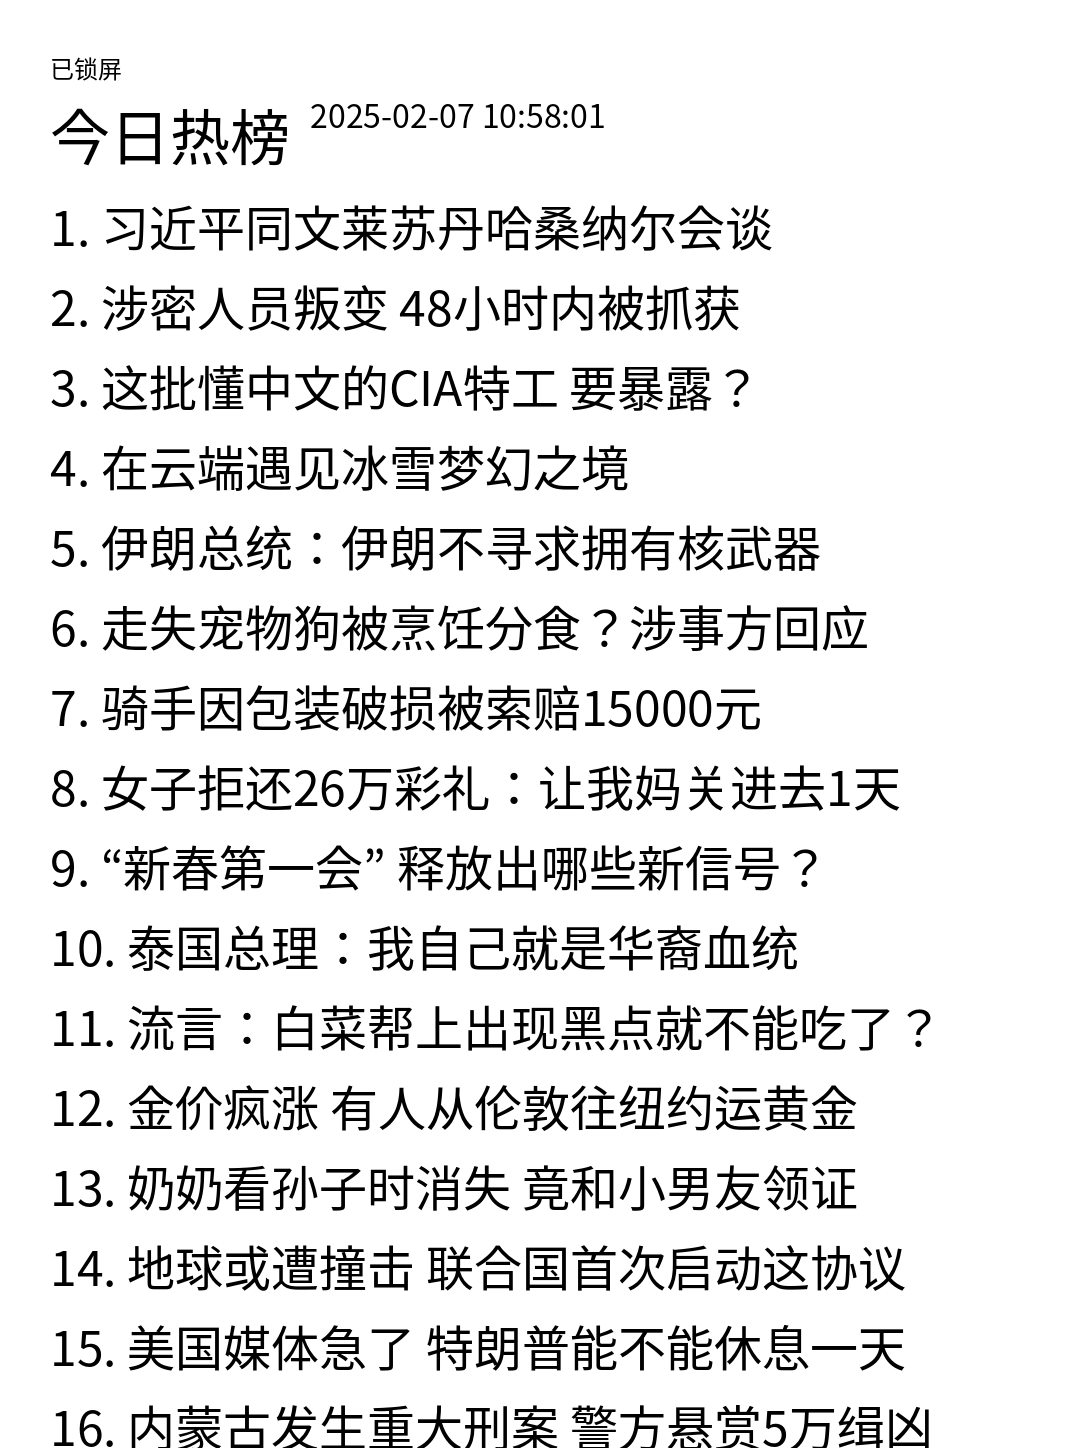 已锁屏
今日热榜 2025-02-07 10:58:01
1. 习近平同文莱苏丹哈桑纳尔会谈
2. 涉密人员叛变 48小时内被抓获
3. 这批懂中文的CIA特工 要暴露？
4. 在云端遇见冰雪梦幻之境
5. 伊朗总统：伊朗不寻求拥有核武器
6. 走失宠物狗被烹饪分食？涉事方回应
7. 骑手因包装破损被索赔15000元
8. 女子拒还26万彩礼：让我妈关进去1天
9. “新春第一会” 释放出哪些新信号？
10. 泰国总理：我自己就是华裔血统
11. 流言：白菜帮上出现黑点就不能吃了？
12. 金价疯涨 有人从伦敦往纽约运黄金
13. 奶奶看孙子时消失 竟和小男友领证
14. 地球或遭撞击 联合国首次启动这协议
15. 美国媒体急了 特朗普能不能休息一天
16. 内蒙古发生重大刑案 警方悬赏5万缉凶